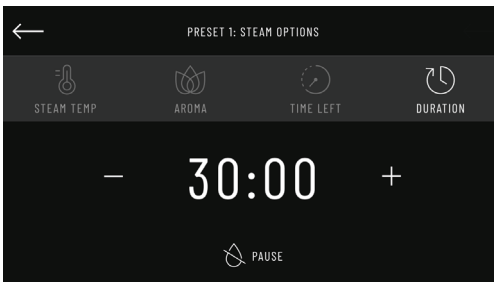 PRESET 1: STEAM OPTIONS
STEAM TEMP
AROMA
TIME LEFT
DURATION
− 30:00 +
PAUSE